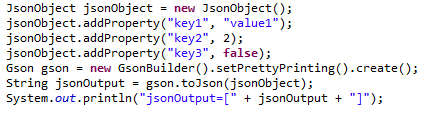 JsonObject jsonObject = new JsonObject();
jsonObject.addProperty("key1", "value1");
jsonObject.addProperty("key2", 2);
jsonObject.addProperty("key3", false);
Gson gson = new GsonBuilder().setPrettyPrinting().create();
String jsonOutput = gson.toJson(jsonObject);
System.out.println("jsonOutput=[" + jsonOutput + "]");